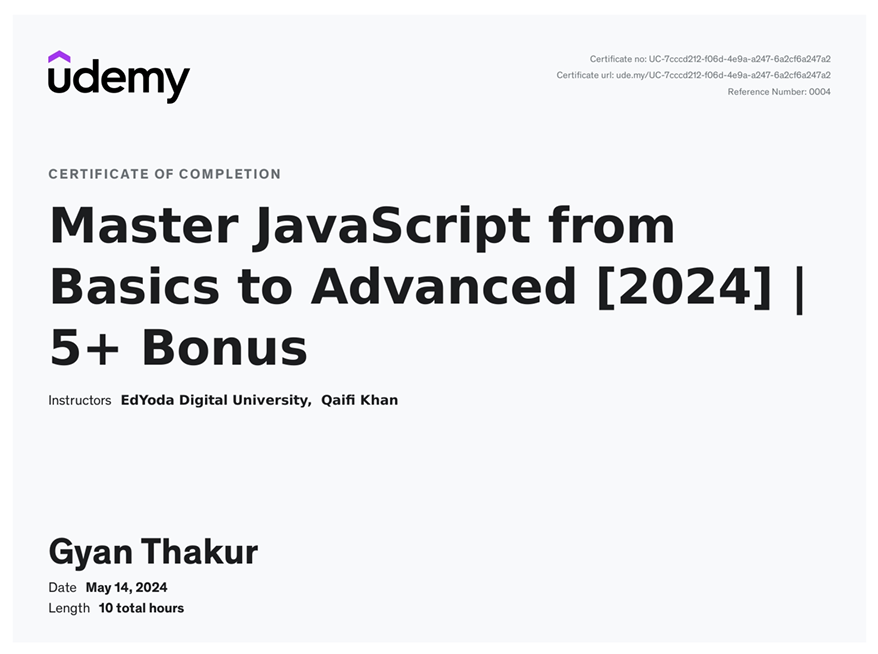 udemy
Certificate no: UC-7cccd212-f06d-4e9a-a247-6a2cf6a247a2
Certificate url: ude.my/UC-7cccd212-f06d-4e9a-a247-6a2cf6a247a2
Reference Number: 0004
CERTIFICATE OF COMPLETION
Master JavaScript from
Basics to Advanced [2024] |
5+ Bonus
Instructors EdYoda Digital University, Qaifi Khan
Gyan Thakur
Date May 14, 2024
Length 10 total hours